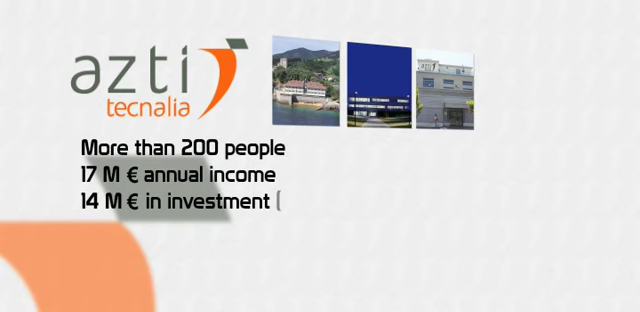 azti
tecnalia
More than 200 people
17 M € annual income
14 M € in investment (